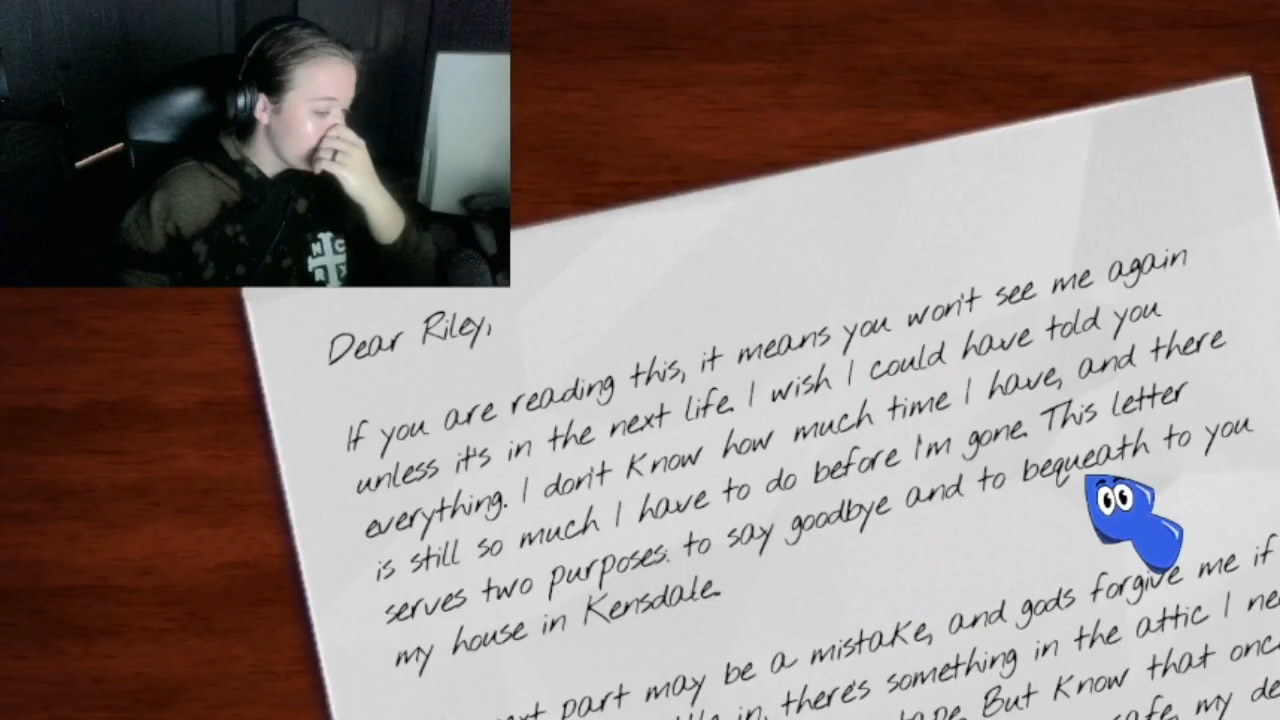 NC
RX
Dear Riley,
If you are reading this, it means you won't see me again
unless it's in the next life. I wish I could have told you
everything. I don't know how much time I have, and there
is still so much I have to do before I'm gone. This letter
serves two purposes: to say goodbye and to bequeath to you
my house in Kensdale.
part may be a mistake, and gods forgive me if
in, there's something in the attic I
But know that
safe, my